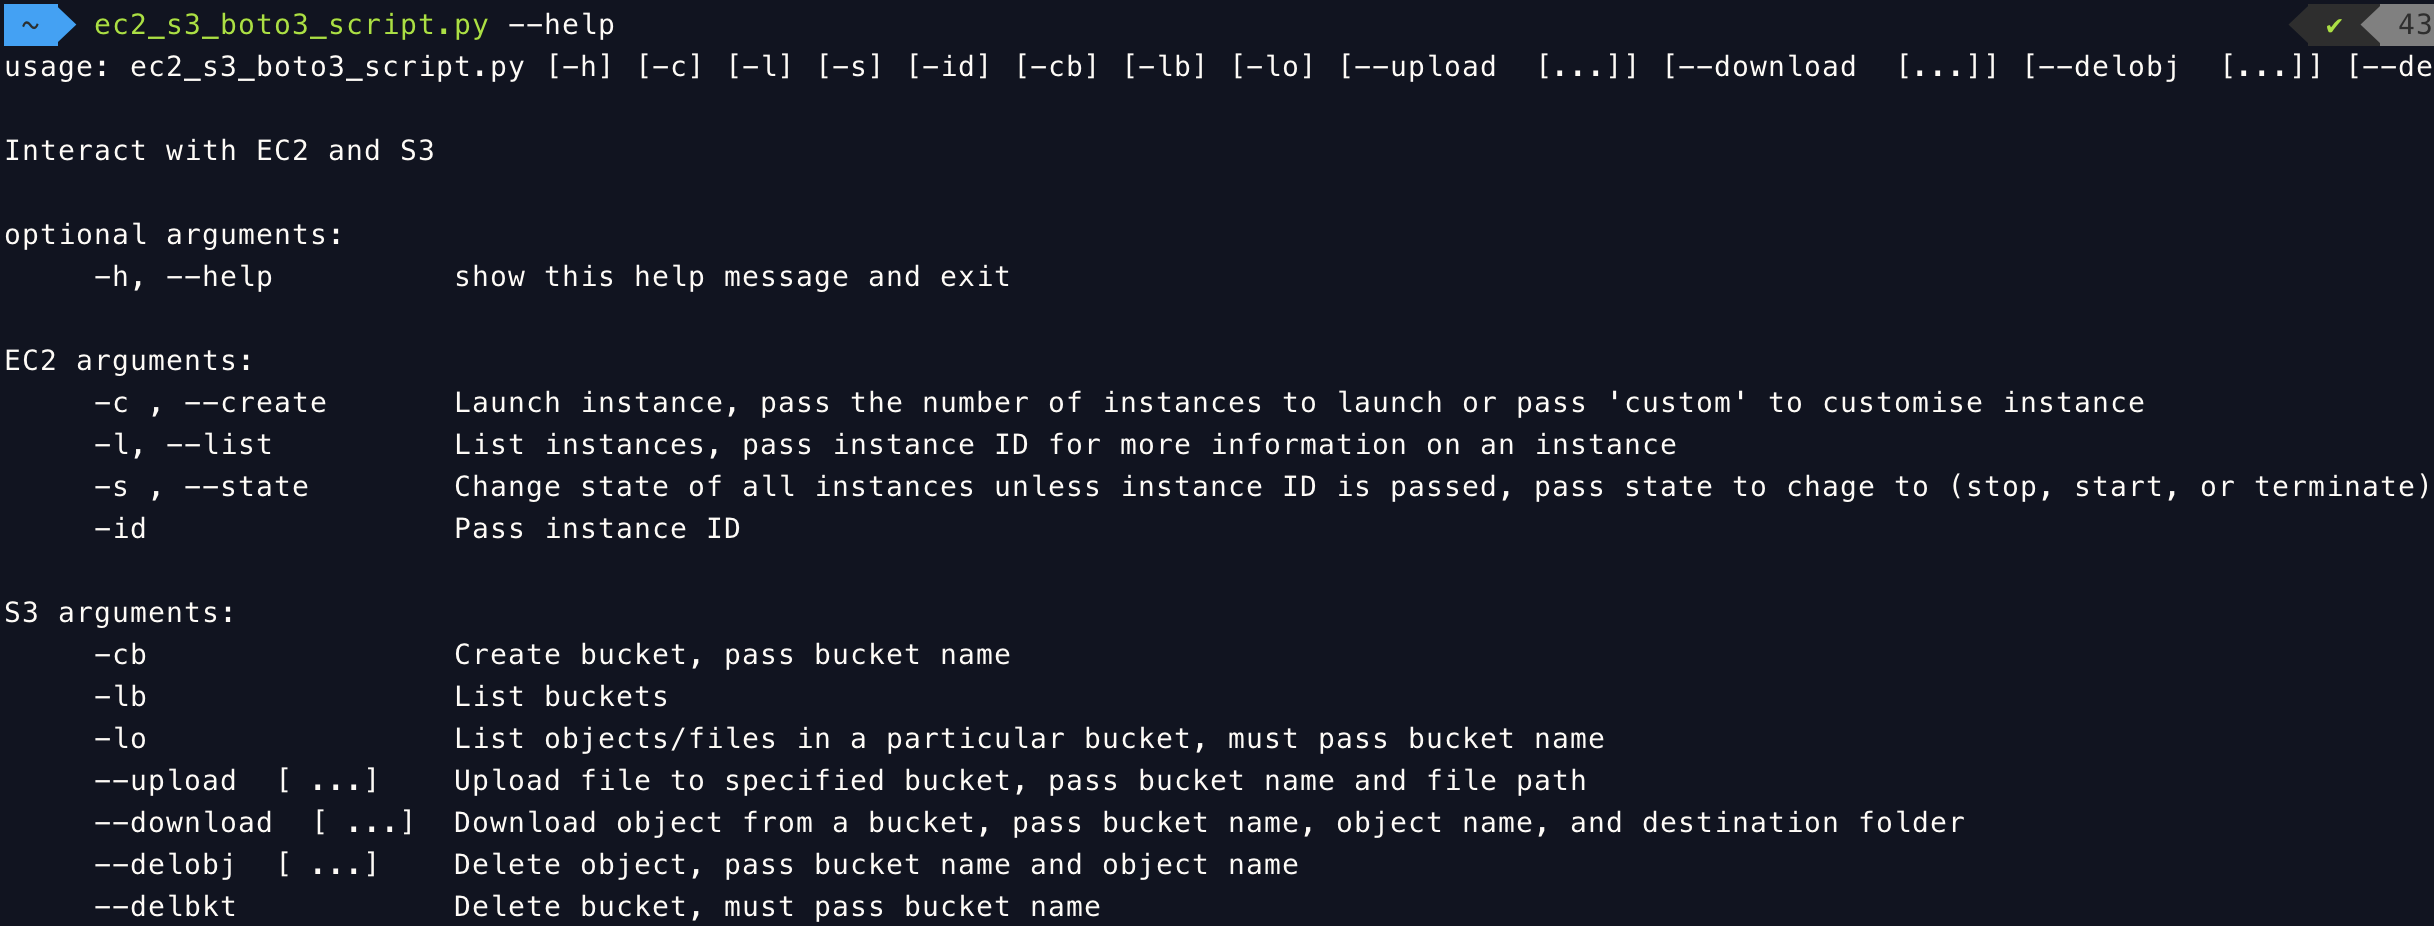 ~ ec2_s3_boto3_script.py --help ✔ 43
usage: ec2_s3_boto3_script.py [-h] [-c] [-l] [-s] [-id] [-cb] [-lb] [-lo] [--upload  [...]] [--download  [...]] [--delobj  [...]] [--de
Interact with EC2 and S3
optional arguments:
-h, --help show this help message and exit
EC2 arguments:
-c , --create Launch instance, pass the number of instances to launch or pass 'custom' to customise instance
-l, --list List instances, pass instance ID for more information on an instance
-s , --state Change state of all instances unless instance ID is passed, pass state to chage to (stop, start, or terminate)
-id Pass instance ID
S3 arguments:
-cb Create bucket, pass bucket name
-lb List buckets
-lo List objects/files in a particular bucket, must pass bucket name
--upload  [ ...] Upload file to specified bucket, pass bucket name and file path
--download  [ ...] Download object from a bucket, pass bucket name, object name, and destination folder
--delobj  [ ...] Delete object, pass bucket name and object name
--delbkt Delete bucket, must pass bucket name